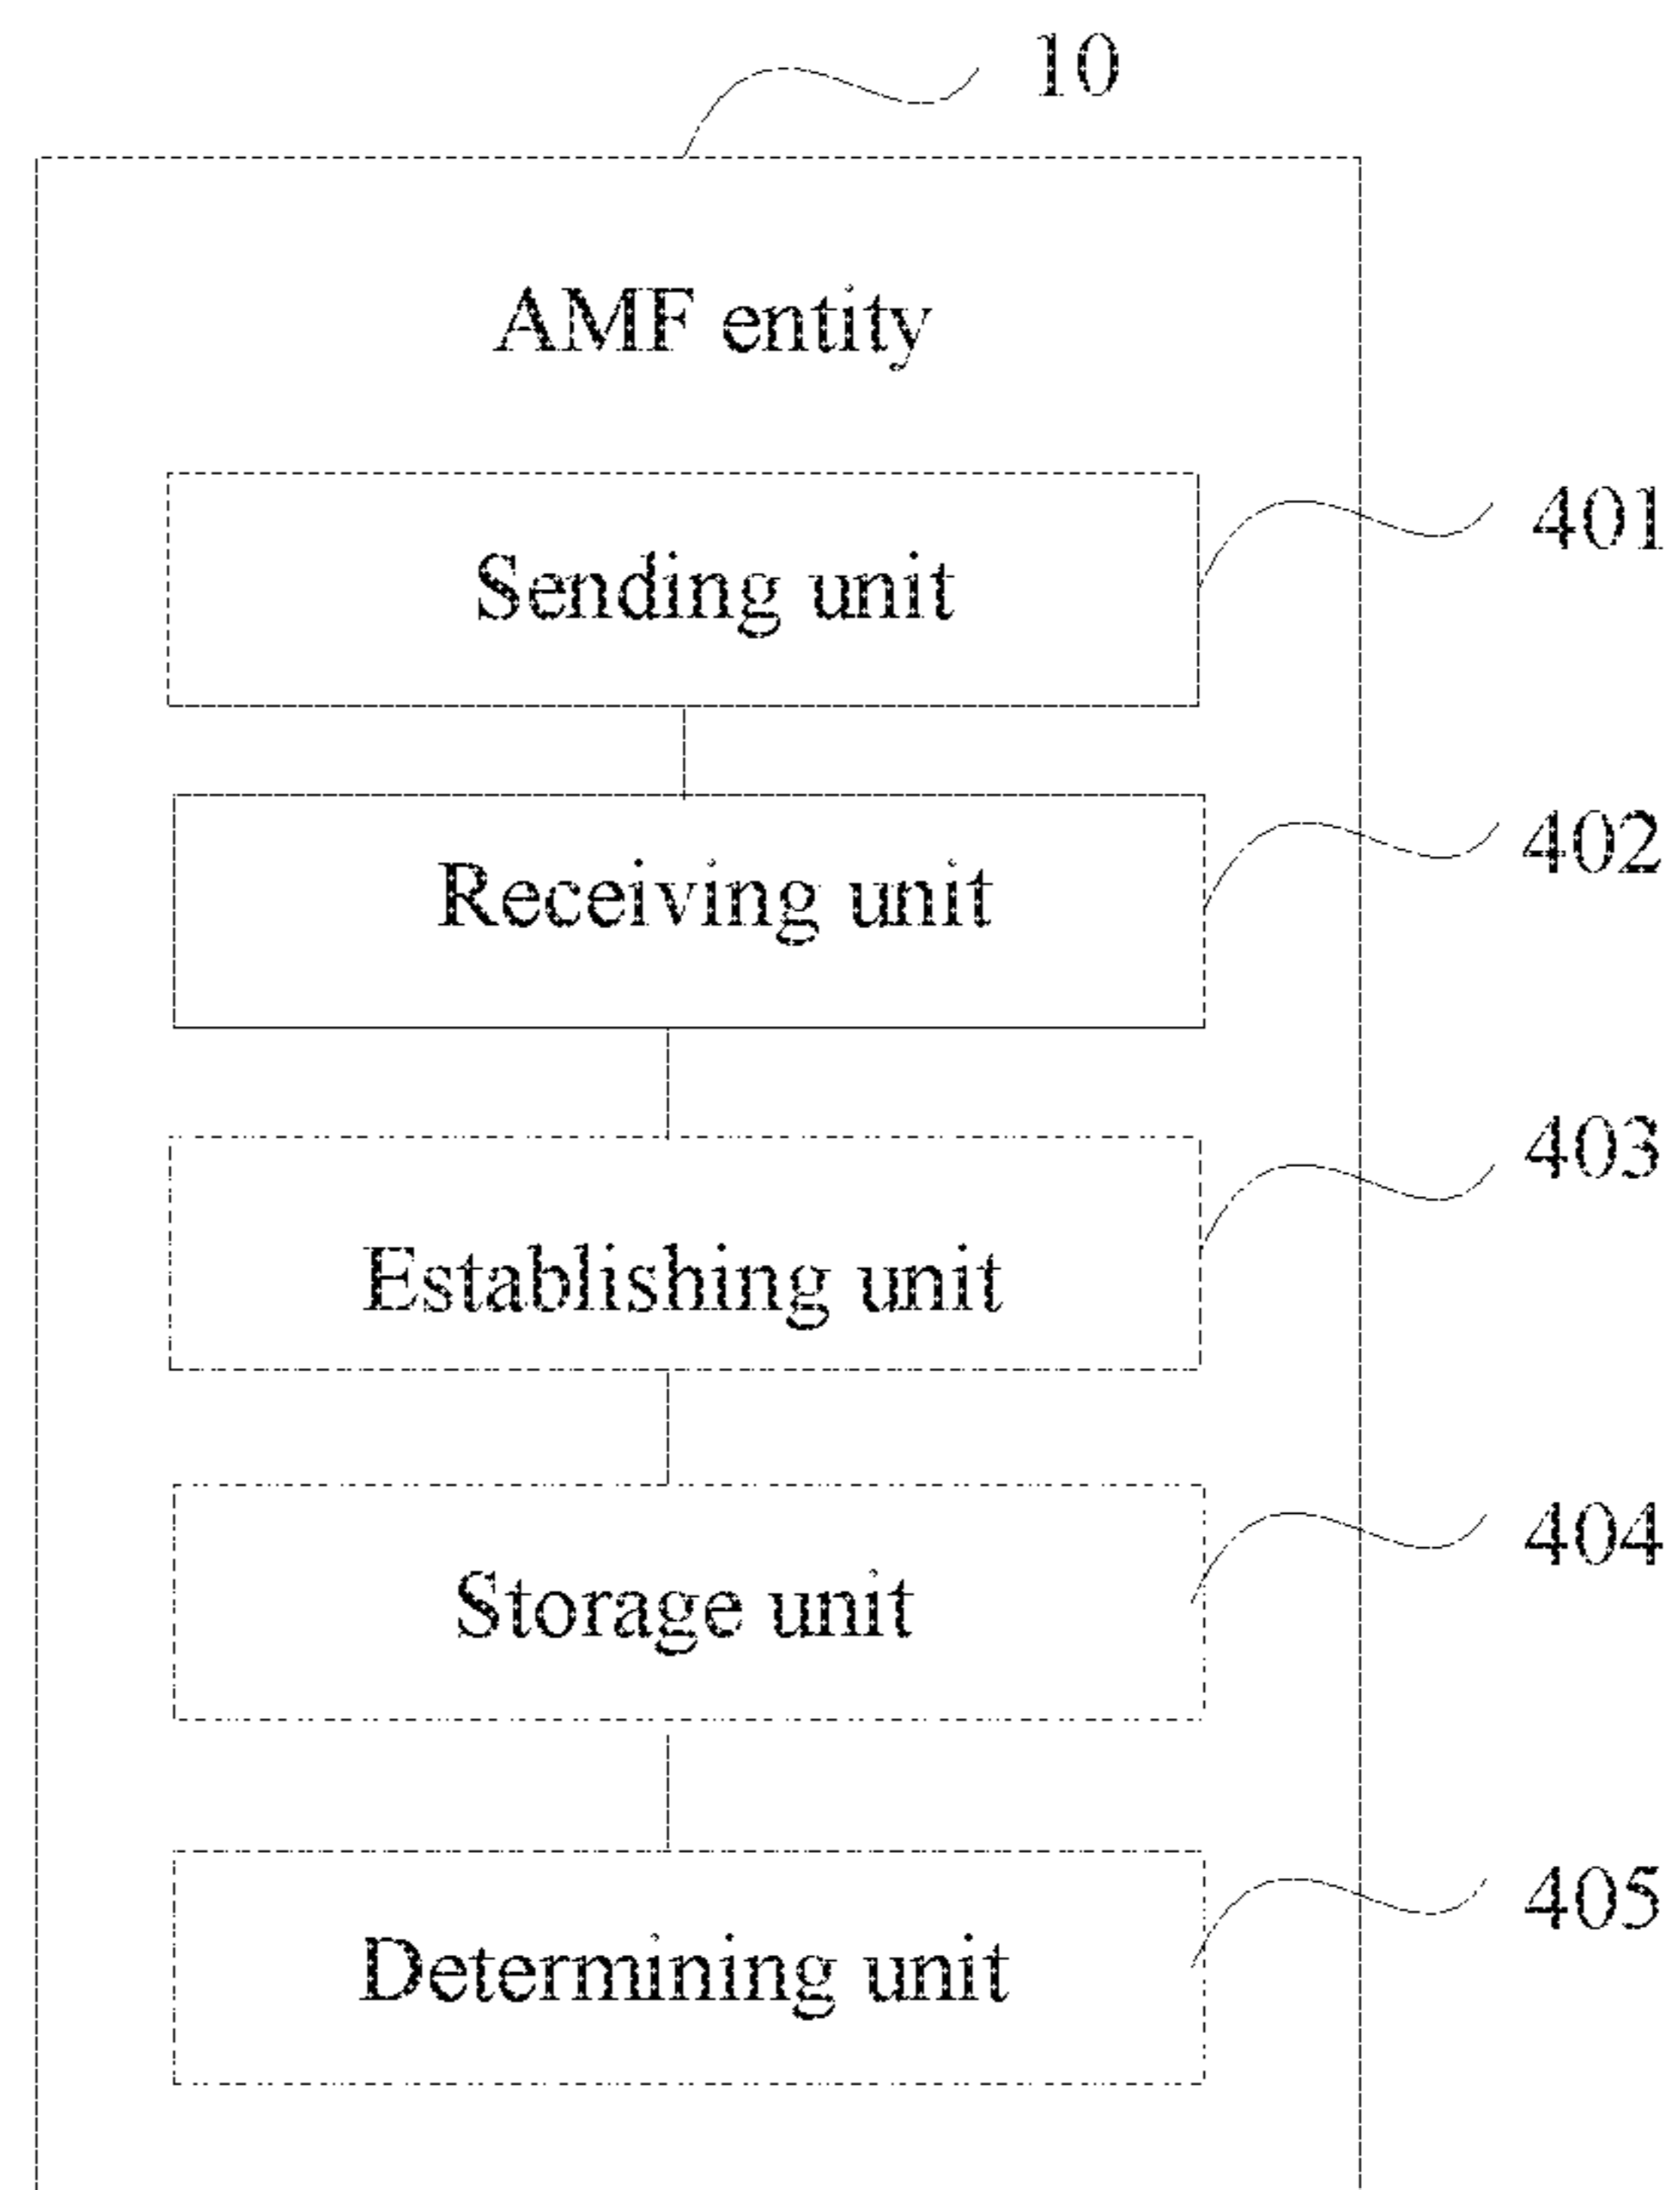 10
AMF entity
Sending unit
401
Receiving unit
402
Establishing unit
403
Storage unit
404
Determining unit
405